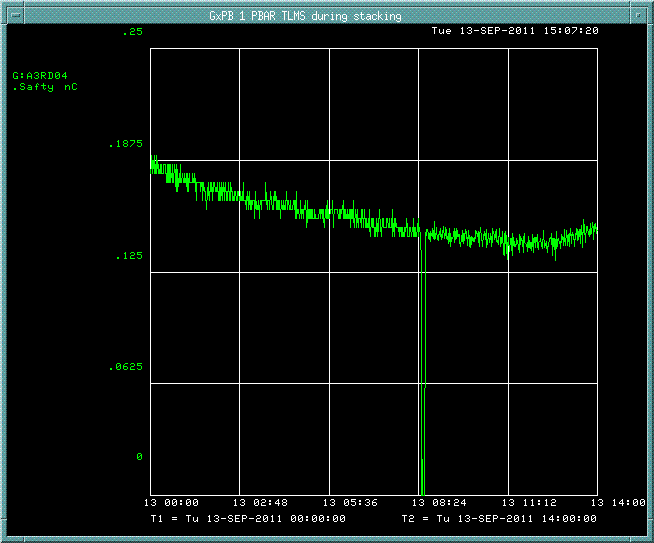 GxPB 1 PBAR TLMS during stacking
Tue 13-SEP-2011 15:07:20
.25
G:A3RD04
.Safty nC
.1875
.125
.0625
0
13 00:00 13 02:48 13 05:36 13 08:24 13 11:12 13 14:00
T1 = Tu 13-SEP-2011 00:00:00 T2 = Tu 13-SEP-2011 14:00:00